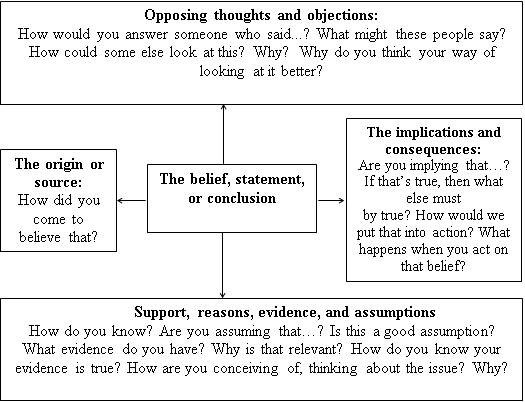 Opposing thoughts and objections:
How would you answer someone who said...? What might these people say?
How could some else look at this? Why? Why do you think your way of
looking at it better?
The origin or
source:
How did you
come to
believe that?
The belief, statement,
or conclusion
The implications and
consequences:
Are you implying that…?
If that's true, then what
else must
by true? How would we
put that into action? What
happens when you act on
that belief?
Support, reasons, evidence, and assumptions
How do you know? Are you assuming that…? Is this a good assumption?
What evidence do you have? Why is that relevant? How do you know your
evidence is true? How are you conceiving of, thinking about the issue? Why?